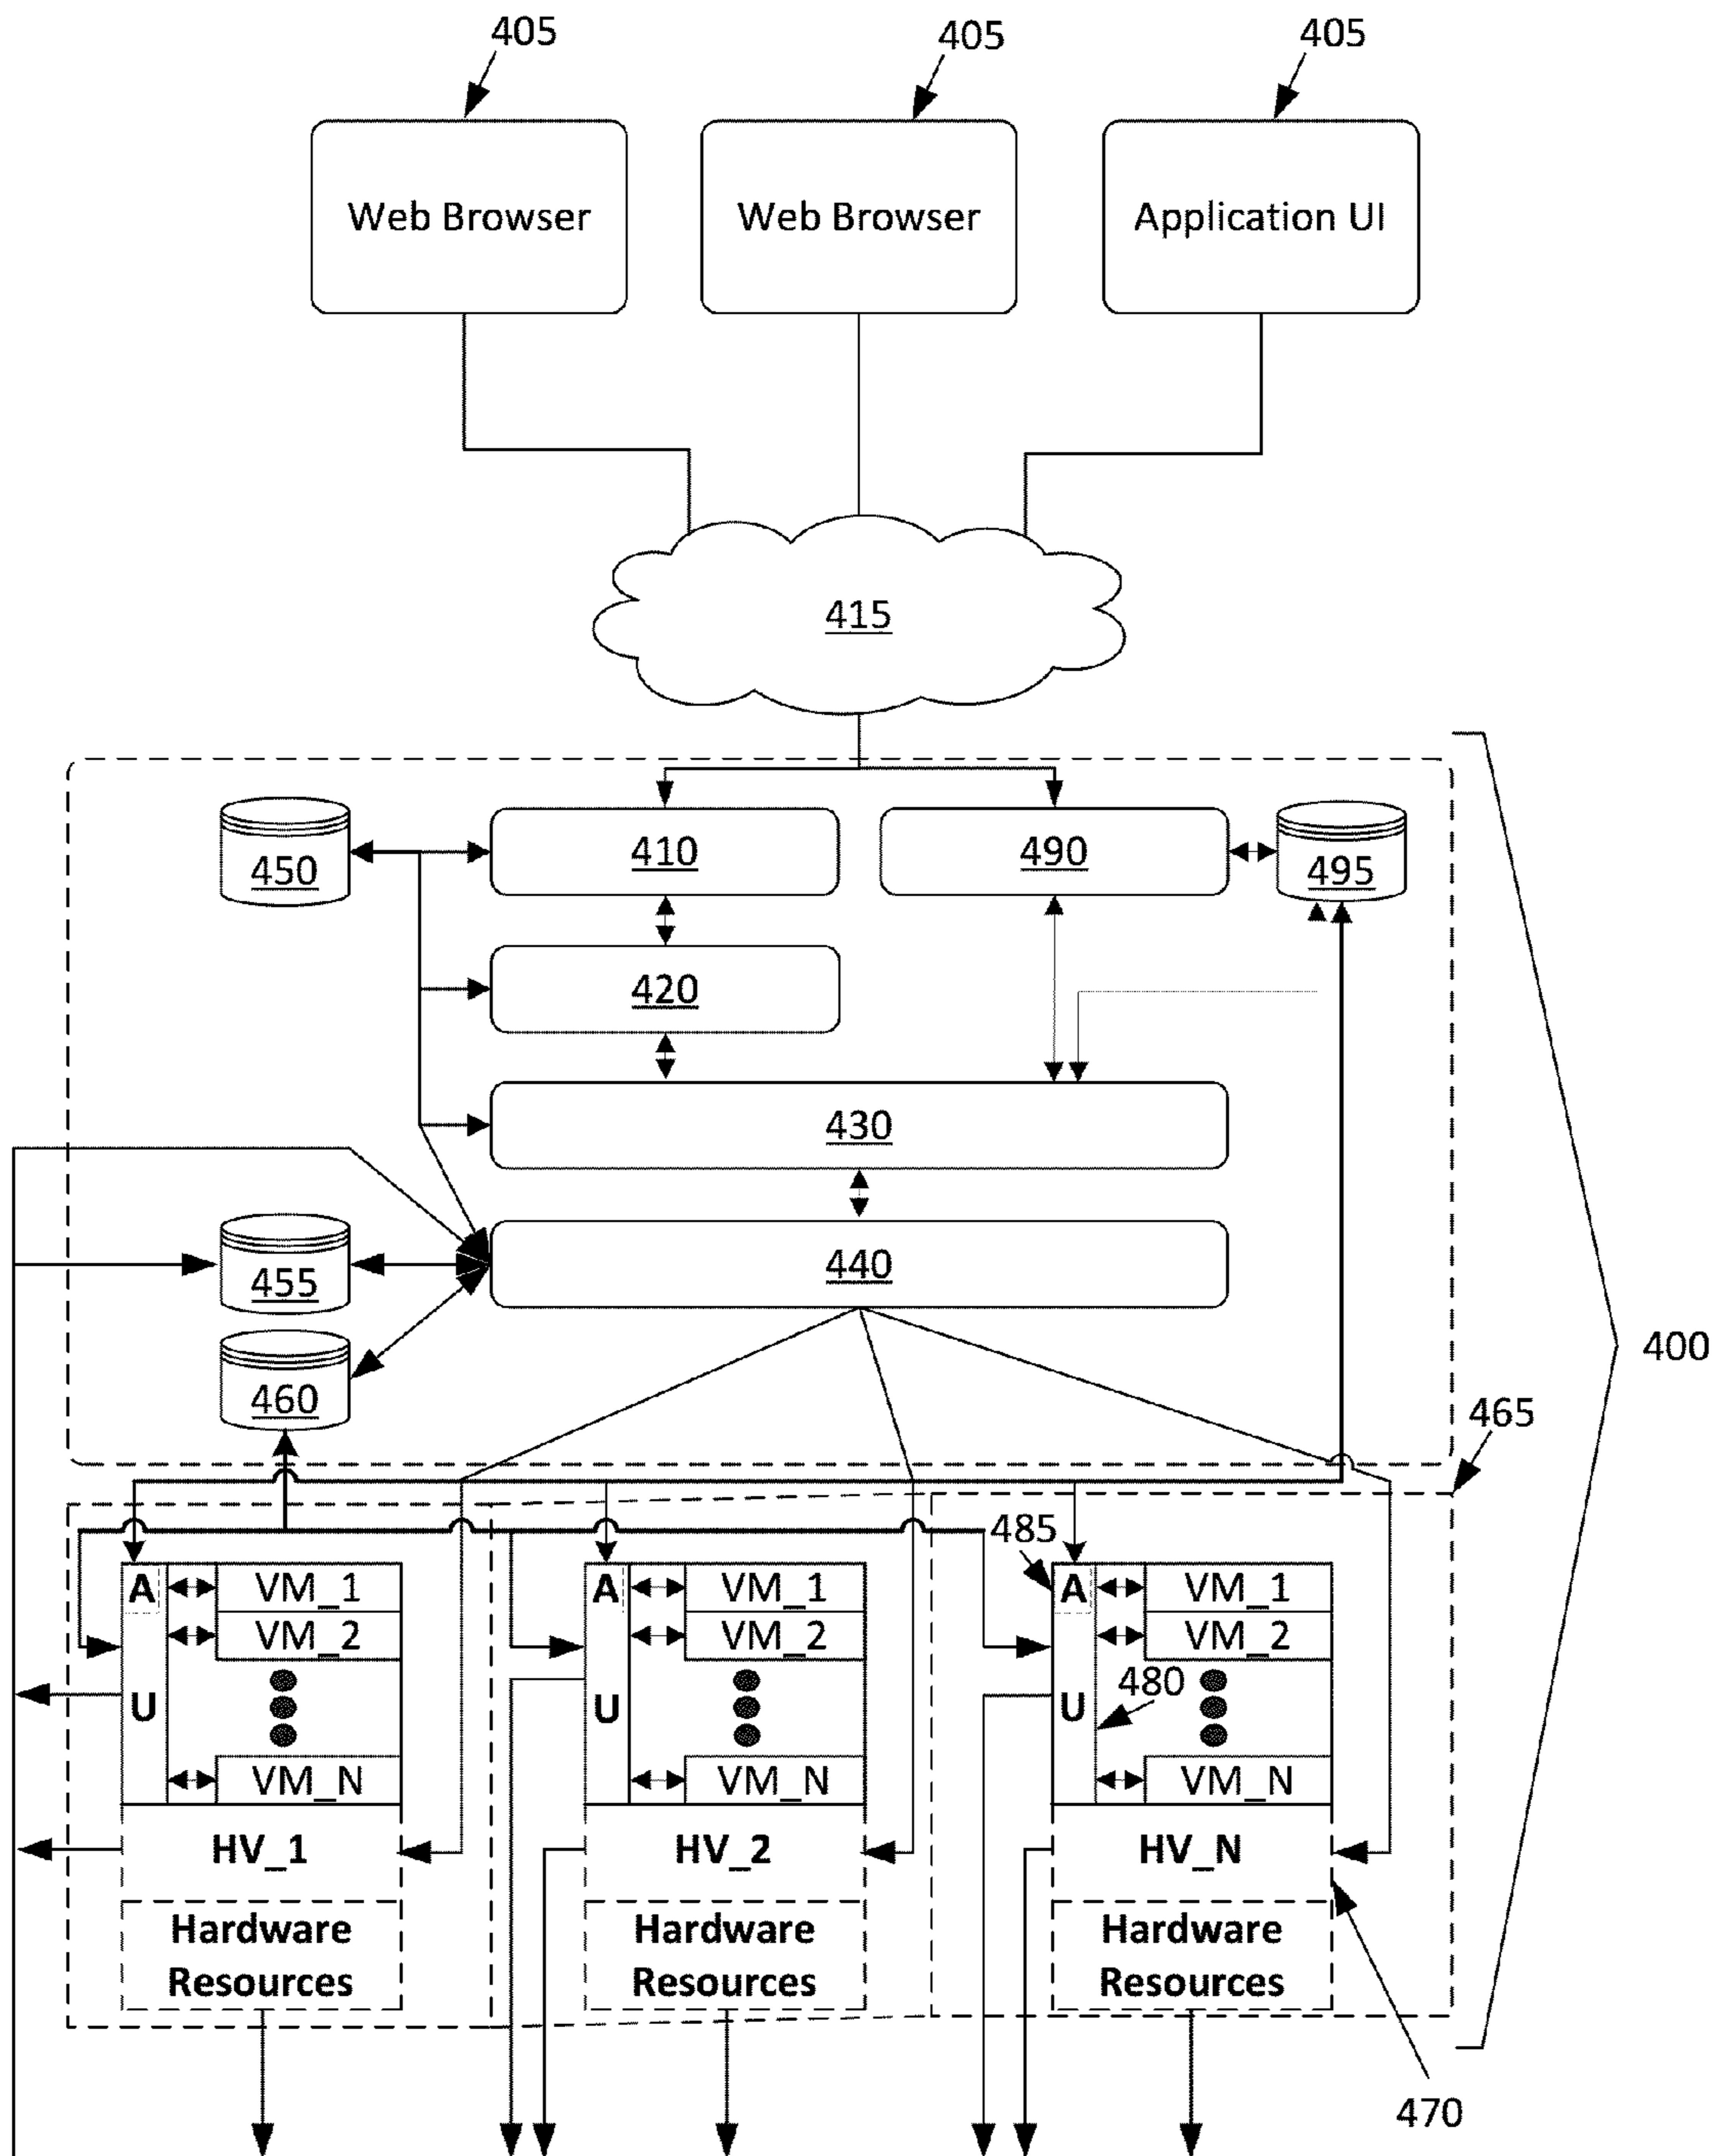 405 405 405
Web Browser Web Browser Application UI
415
450 410 490 495
420
430
455 440
460
400
465
485
A VM_1 A VM_1 A VM_1
VM_2 VM_2 VM_2
480
U U U
VM_N VM_N VM_N
HV_1 HV_2 HV_N
Hardware Hardware Hardware
Resources Resources Resources
470